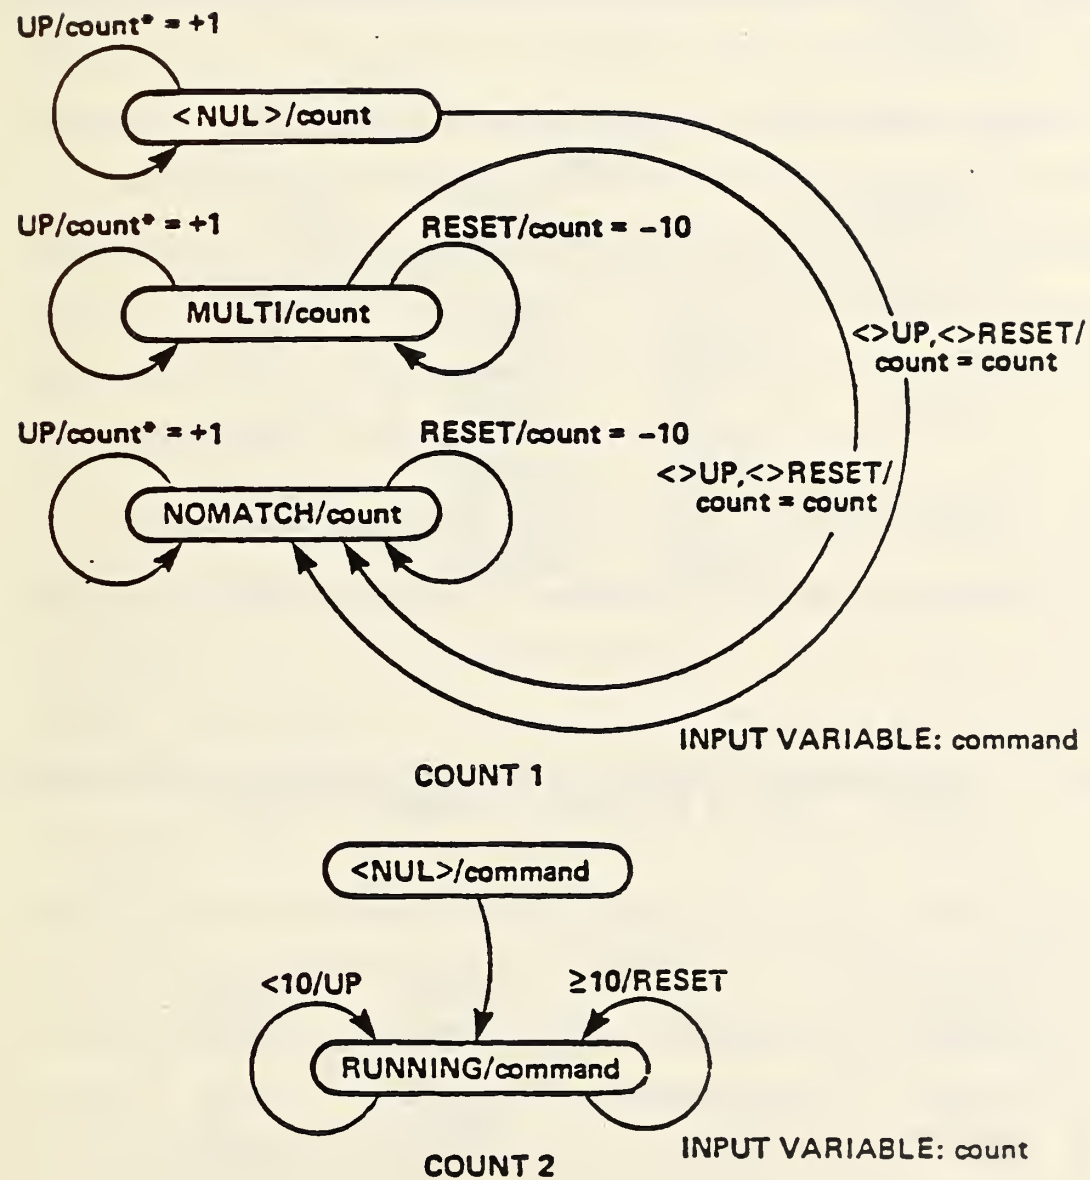 UP/count* = +1
<NUL>/count
UP/count* = +1
RESET/count = -10
MULTI/count
<>UP,<>RESET/
count = count
UP/count* = +1
RESET/count = -10
<>UP,<>RESET/
count = count
NOMATCH/count
INPUT VARIABLE: command
COUNT 1
<NUL>/command
<10/UP
≥10/RESET
RUNNING/command
INPUT VARIABLE: count
COUNT 2